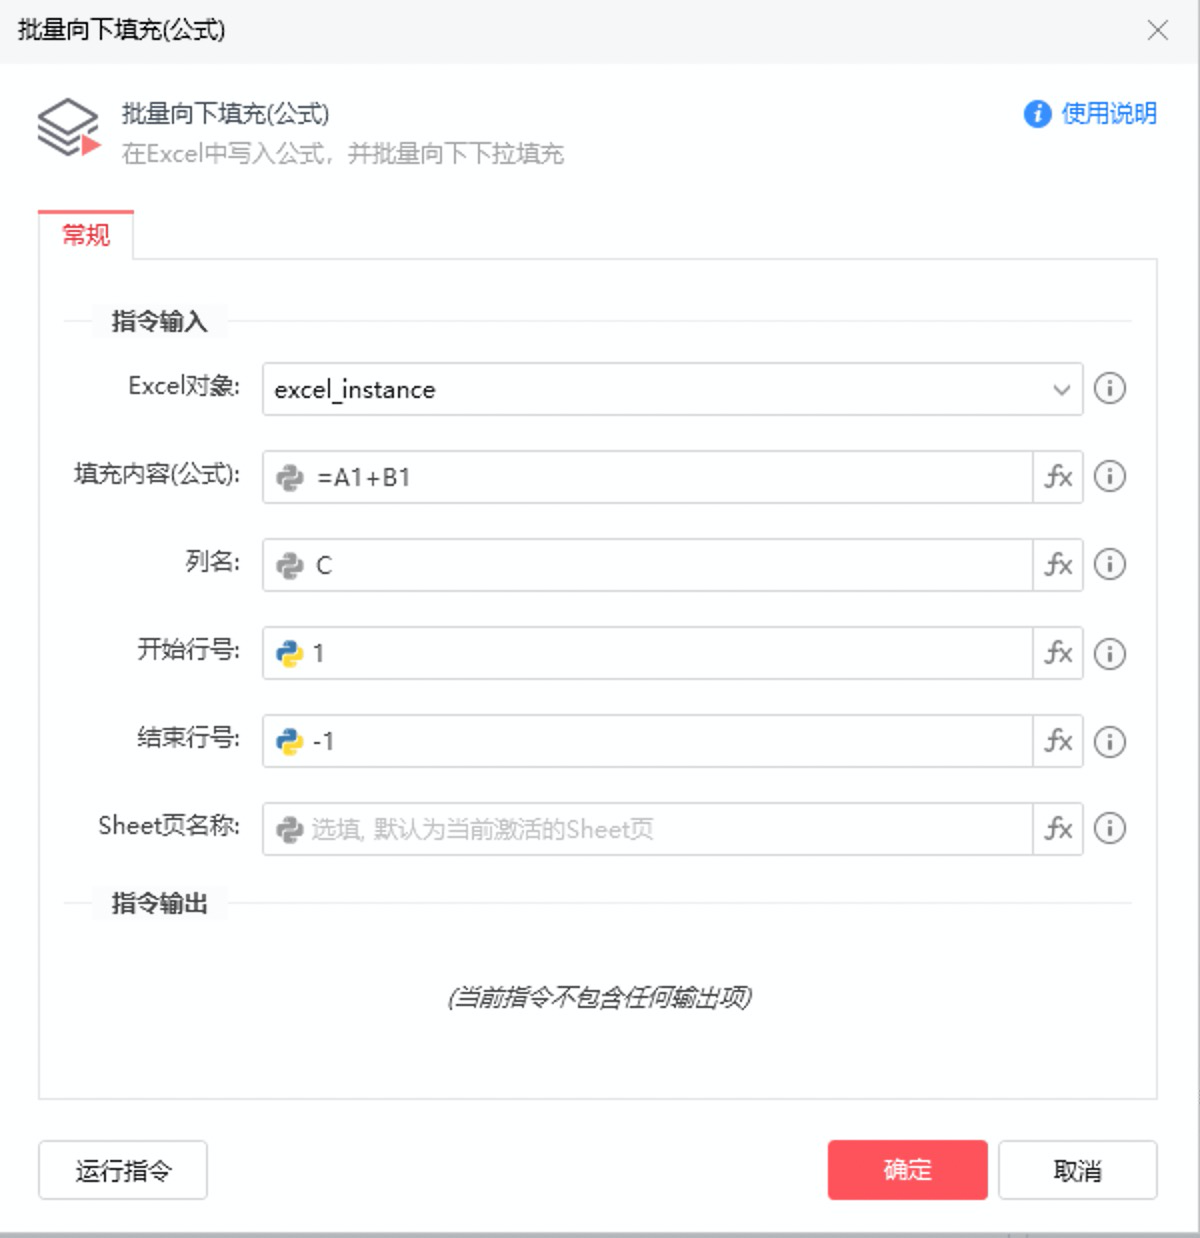 批量向下填充(公式)
批量向下填充(公式)
使用说明
在Excel中写入公式，并批量向下下拉填充
常规
指令输入
Excel对象:
excel_instance
填充内容(公式):
=A1+B1
fx
列名:
C
fx
开始行号:
1
fx
结束行号:
-1
fx
Sheet页名称:
选填, 默认为当前激活的Sheet页
fx
指令输出
(当前指令不包含任何输出项)
运行指令
确定
取消